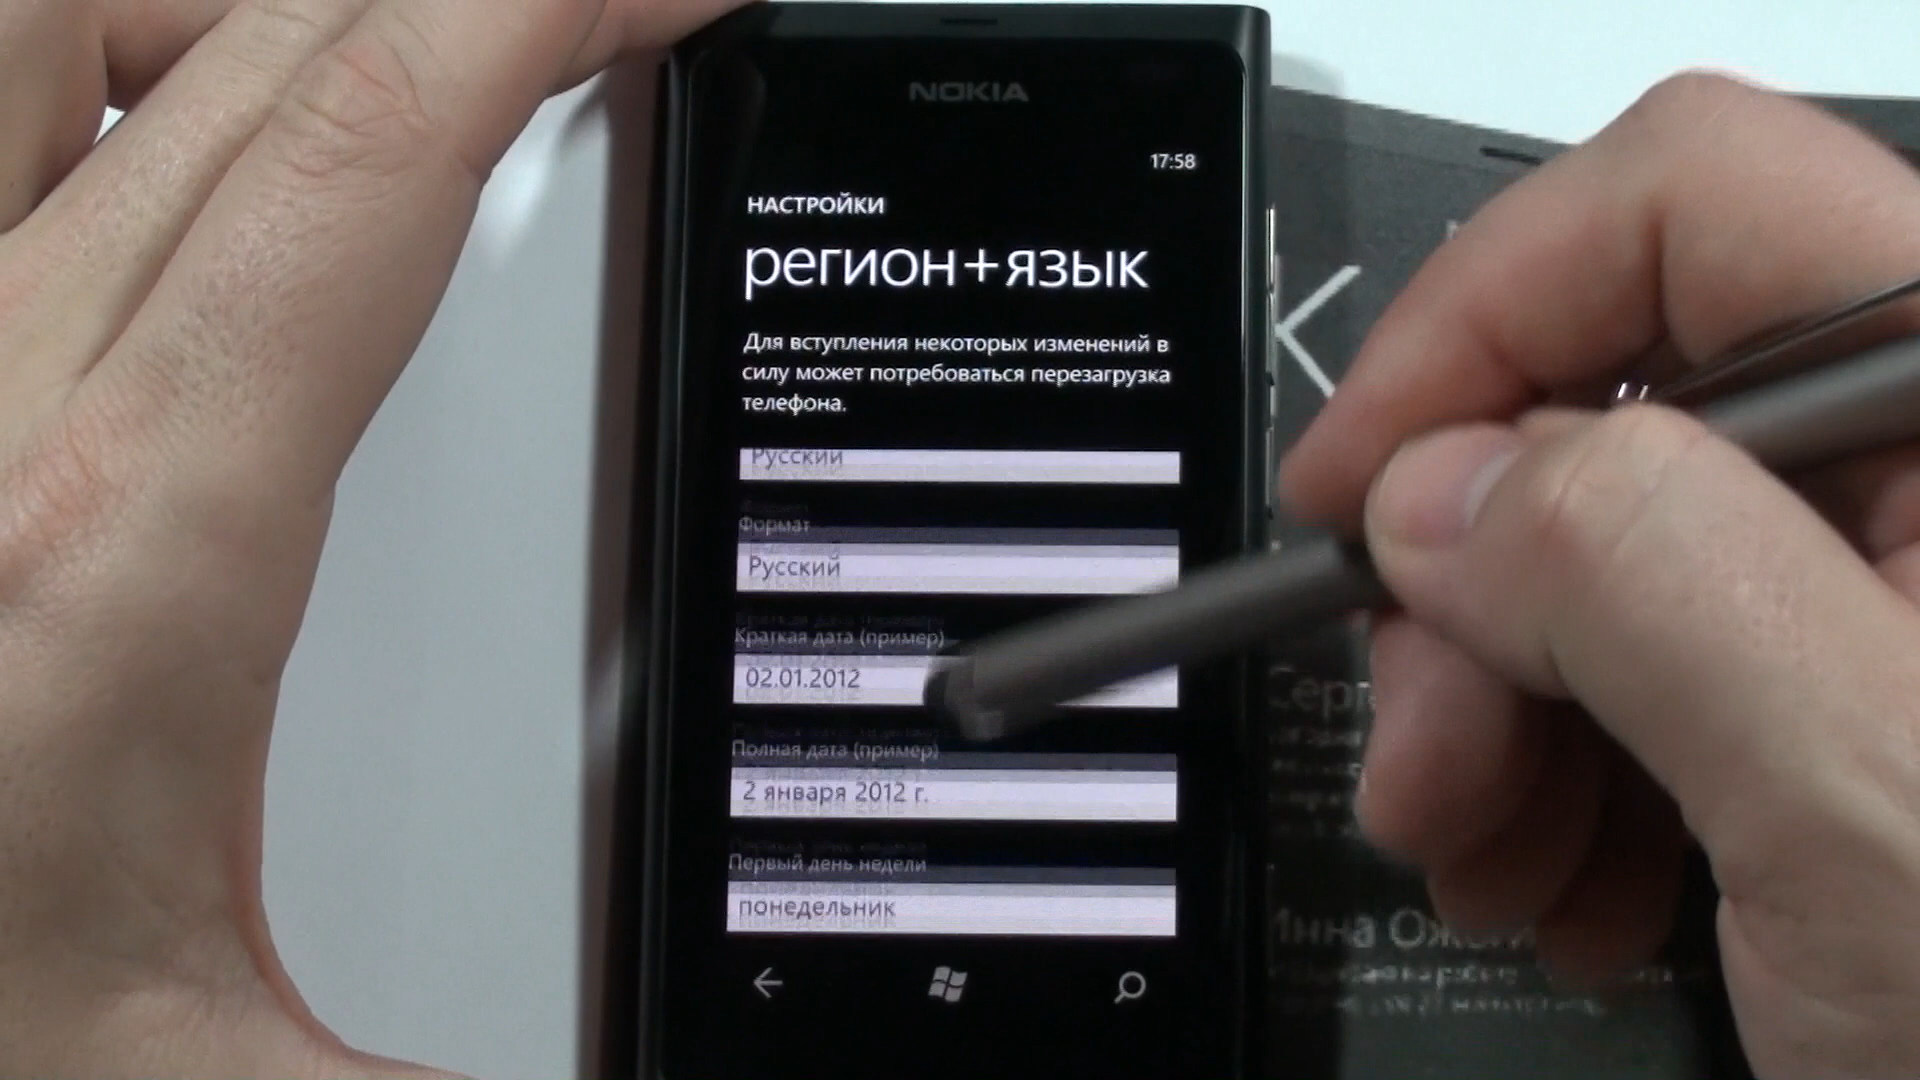 NOKIA
17:58
НАСТРОЙКИ
регион+язык
Для вступления некоторых изменений в
силу может потребоваться перезагрузка
телефона.
Русский
Формат
Русский
Краткая дата (пример)
02.01.2012
Полная дата (пример)
2 января 2012 г.
Первый день недели
понедельник
К
Инна